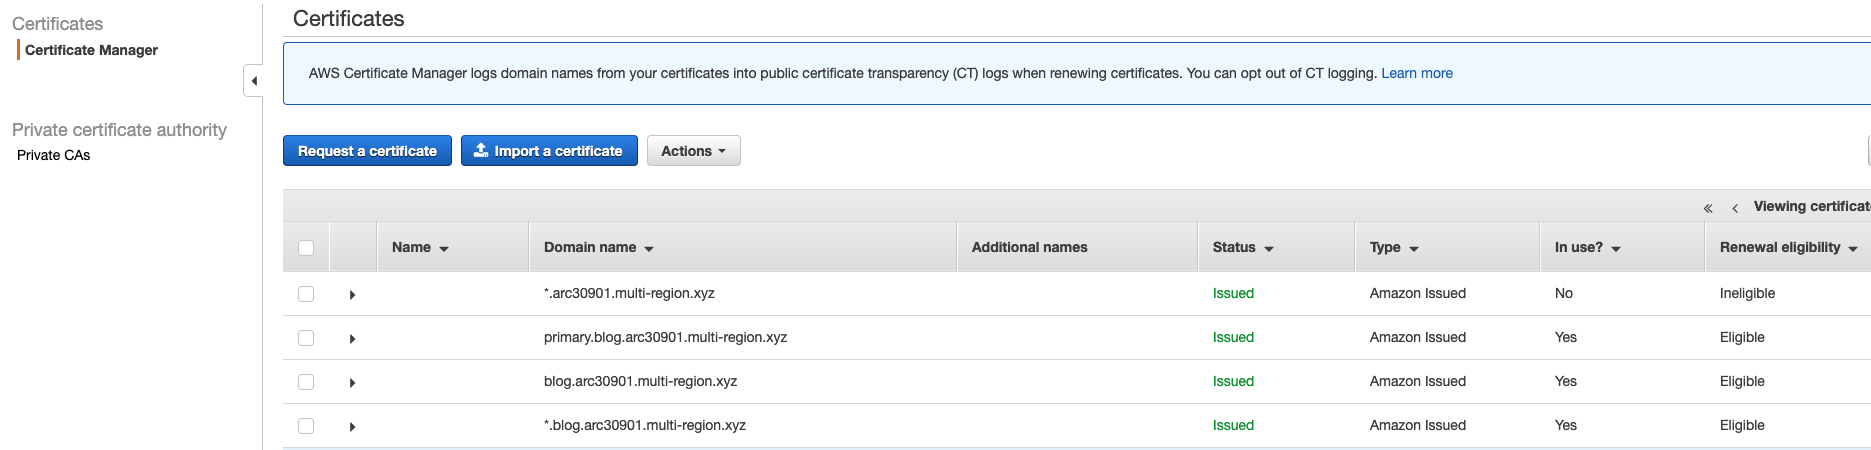 Certificates
Certificate Manager
Private certificate authority
Private CAs
Certificates
AWS Certificate Manager logs domain names from your certificates into public certificate transparency (CT) logs when renewing certificates. You can opt out of CT logging. Learn more
Request a certificate Import a certificate Actions
« ‹ Viewing certificat
Name Domain name Additional names Status Type In use? Renewal eligibility
*.arc30901.multi-region.xyz Issued Amazon Issued No Ineligible
primary.blog.arc30901.multi-region.xyz Issued Amazon Issued Yes Eligible
blog.arc30901.multi-region.xyz Issued Amazon Issued Yes Eligible
*.blog.arc30901.multi-region.xyz Issued Amazon Issued Yes Eligible